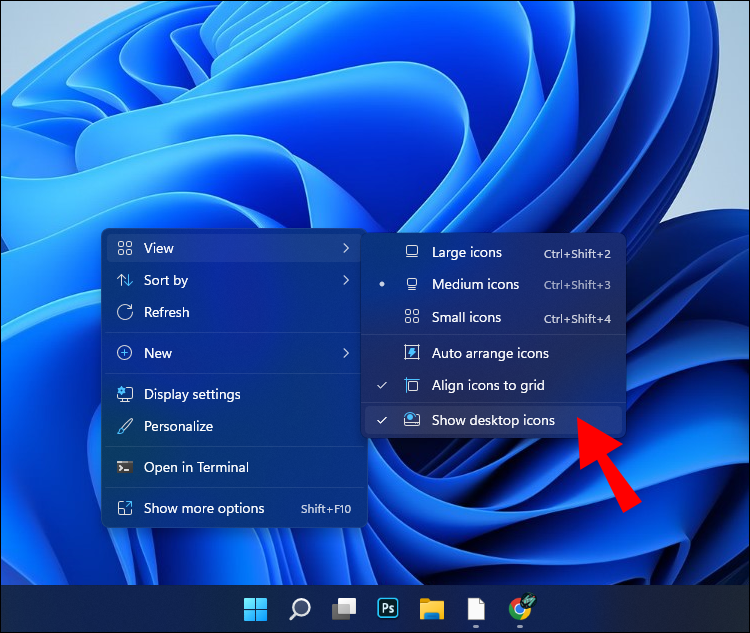 View
Sort by
Refresh
New
Display settings
Personalize
Open in Terminal
Show more options Shift+F10
Large icons Ctrl+Shift+2
Medium icons Ctrl+Shift+3
Small icons Ctrl+Shift+4
Auto arrange icons
Align icons to grid
Show desktop icons
Ps